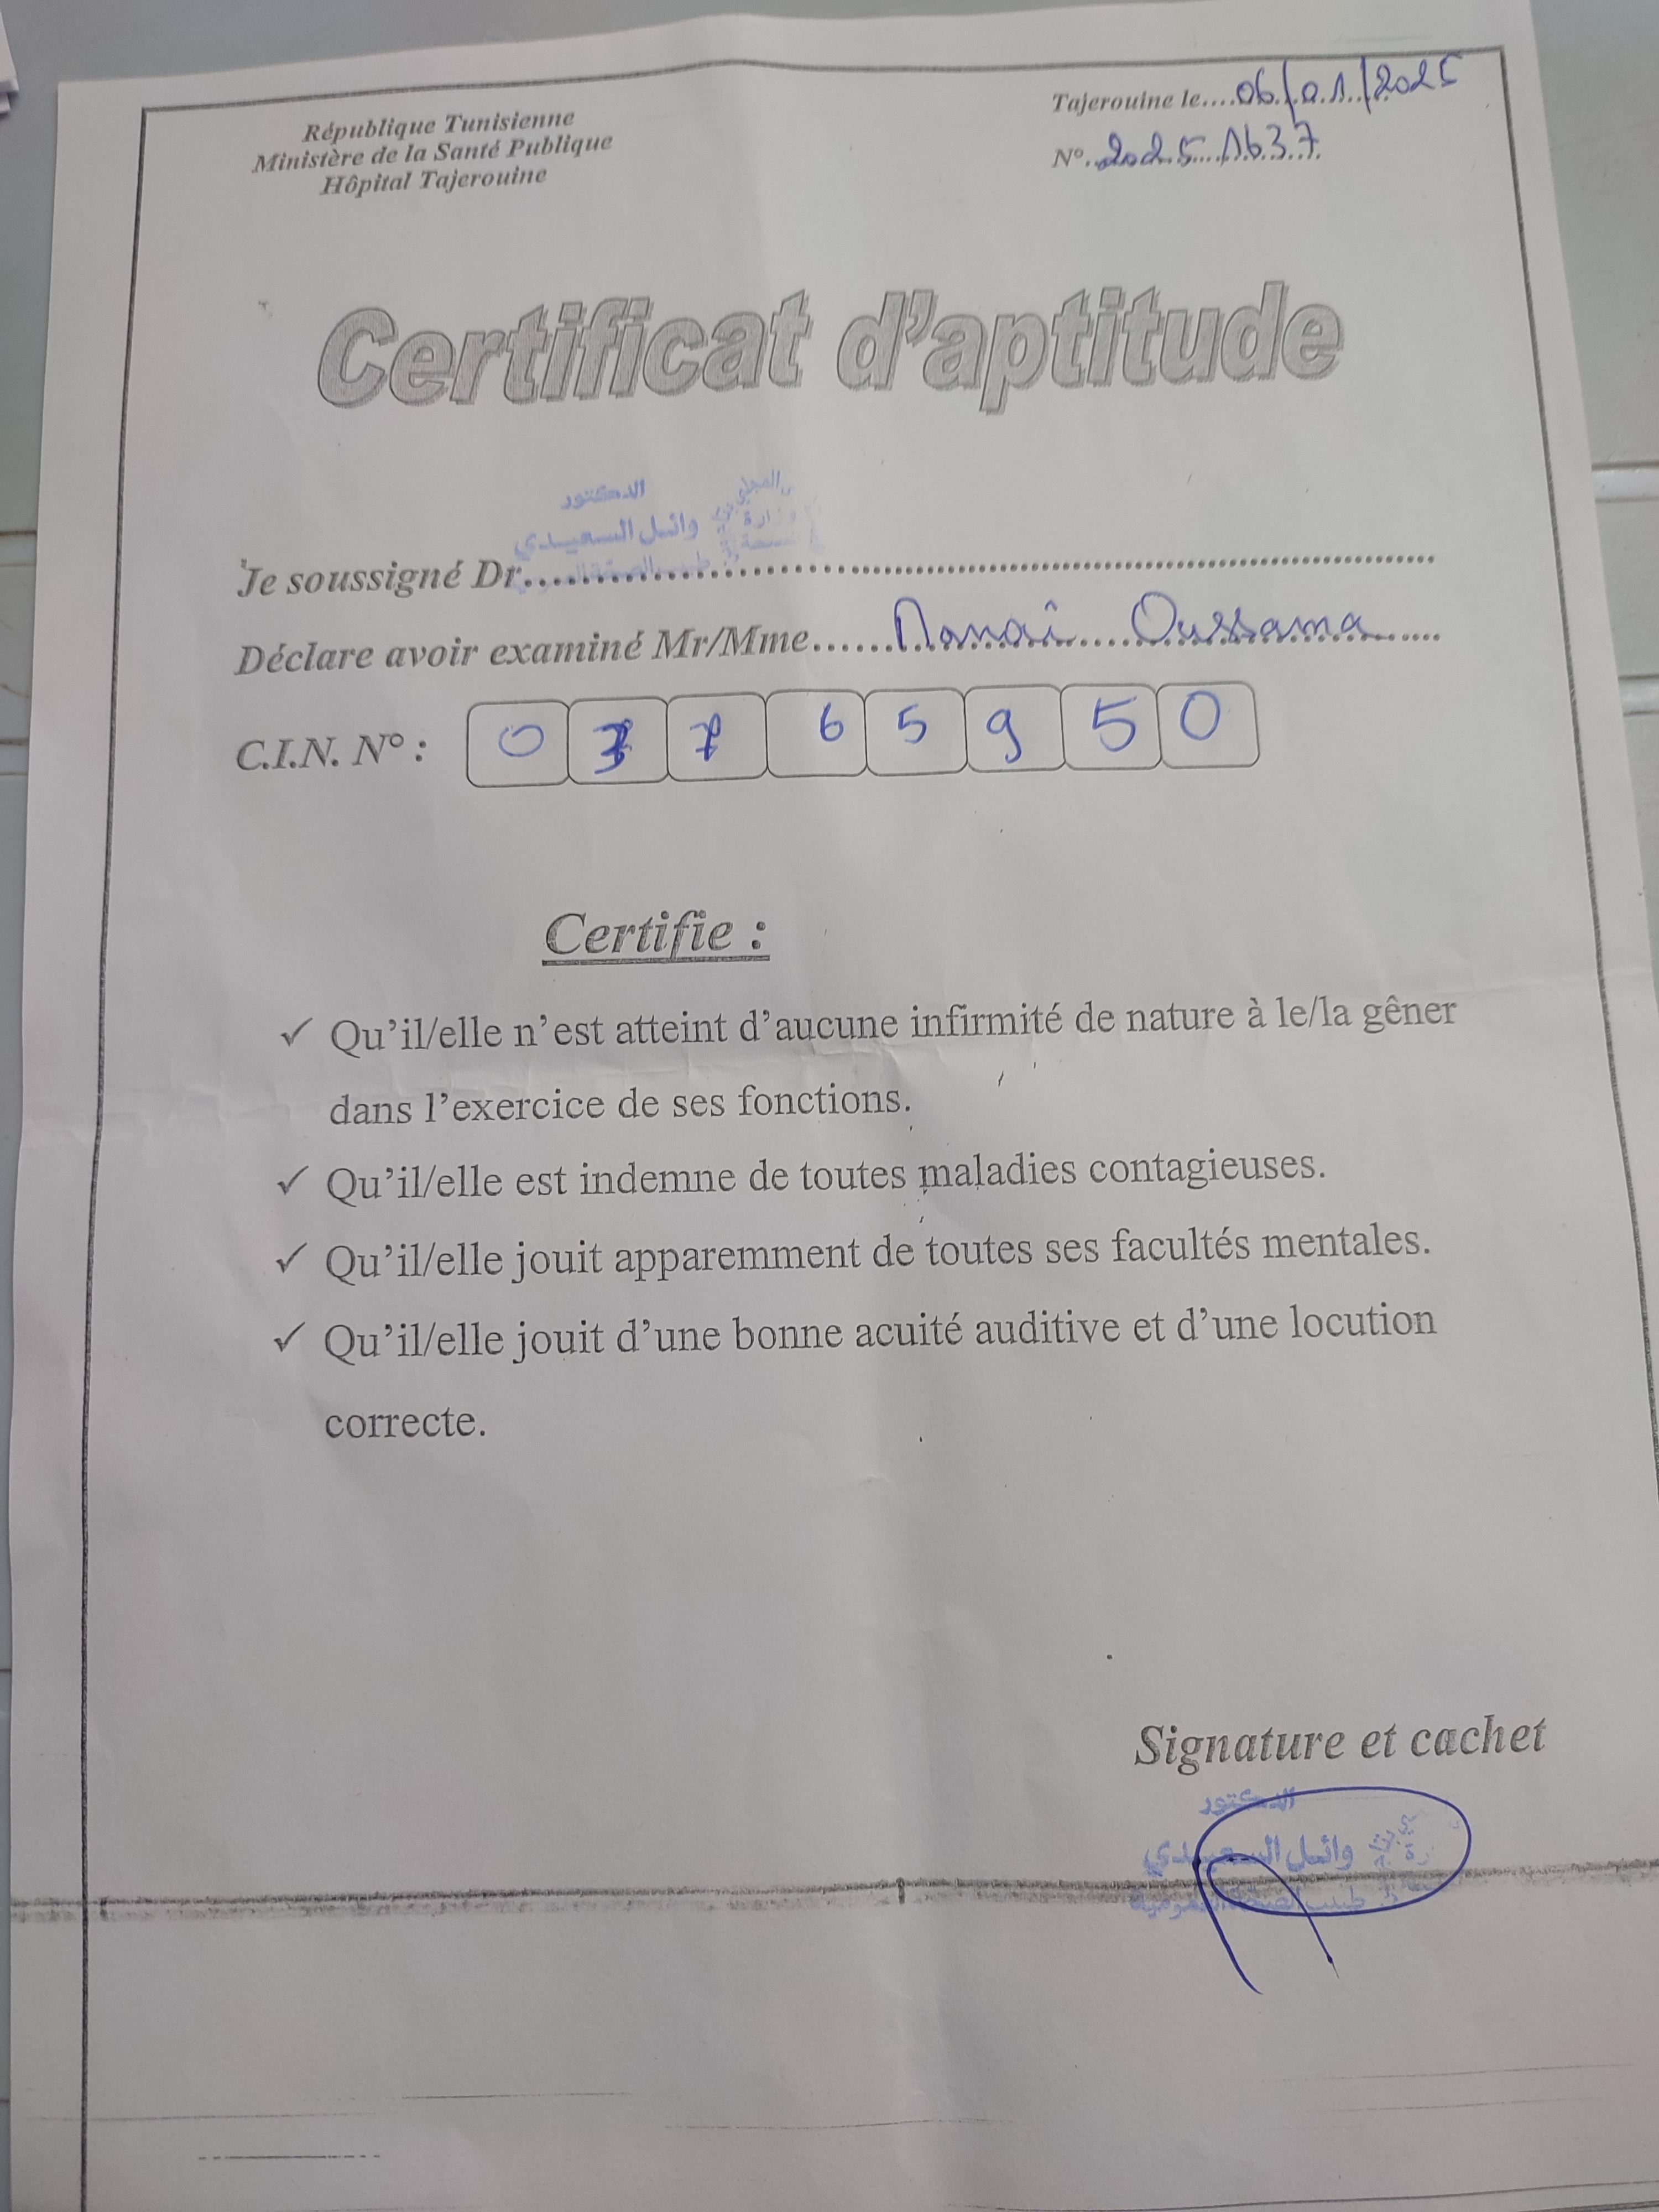 République Tunisienne
Ministère de la Santé Publique
Hôpital Tajerouine
Tajerouine le....06/01/2025
N°..2025 1637
Certificat d'aptitude
الدكتور
وائل السعيدي
Je soussigné Dr
Déclare avoir examiné Mr/Mme Oussama
C.I.N. N° : 0 3 7 6 5 9 5 0
Certifie :
✓ Qu'il/elle n'est atteint d'aucune infirmité de nature à le/la gêner
dans l'exercice de ses fonctions.
✓ Qu'il/elle est indemne de toutes maladies contagieuses.
✓ Qu'il/elle jouit apparemment de toutes ses facultés mentales.
✓ Qu'il/elle jouit d'une bonne acuité auditive et d'une locution
correcte.
Signature et cachet
الدكتور
وائل السعيدي
طبيب الصحة العمومية